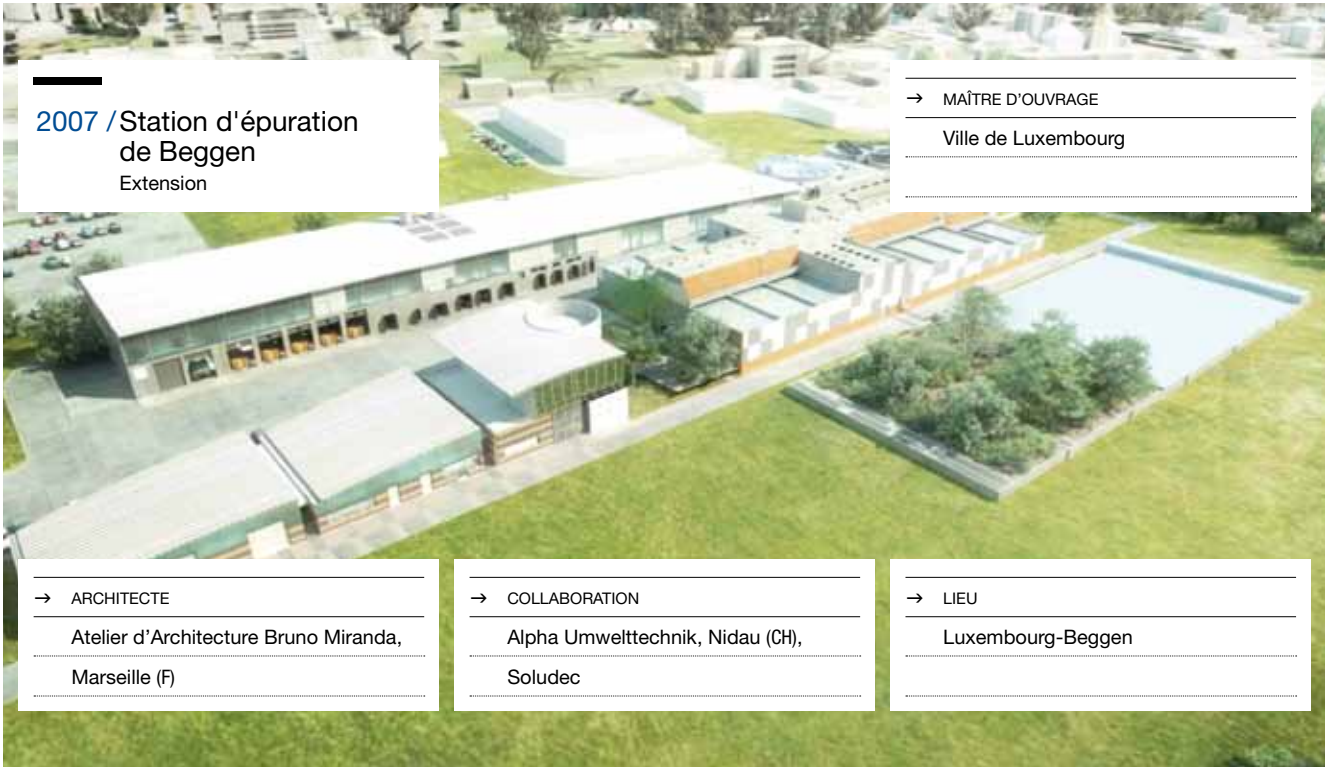 2007 / Station d'épuration
de Beggen
Extension
→ MAÎTRE D'OUVRAGE
Ville de Luxembourg
→ ARCHITECTE
Atelier d'Architecture Bruno Miranda,
Marseille (F)
→ COLLABORATION
Alpha Umwelttechnik, Nidau (CH),
Soludec
→ LIEU
Luxembourg-Beggen